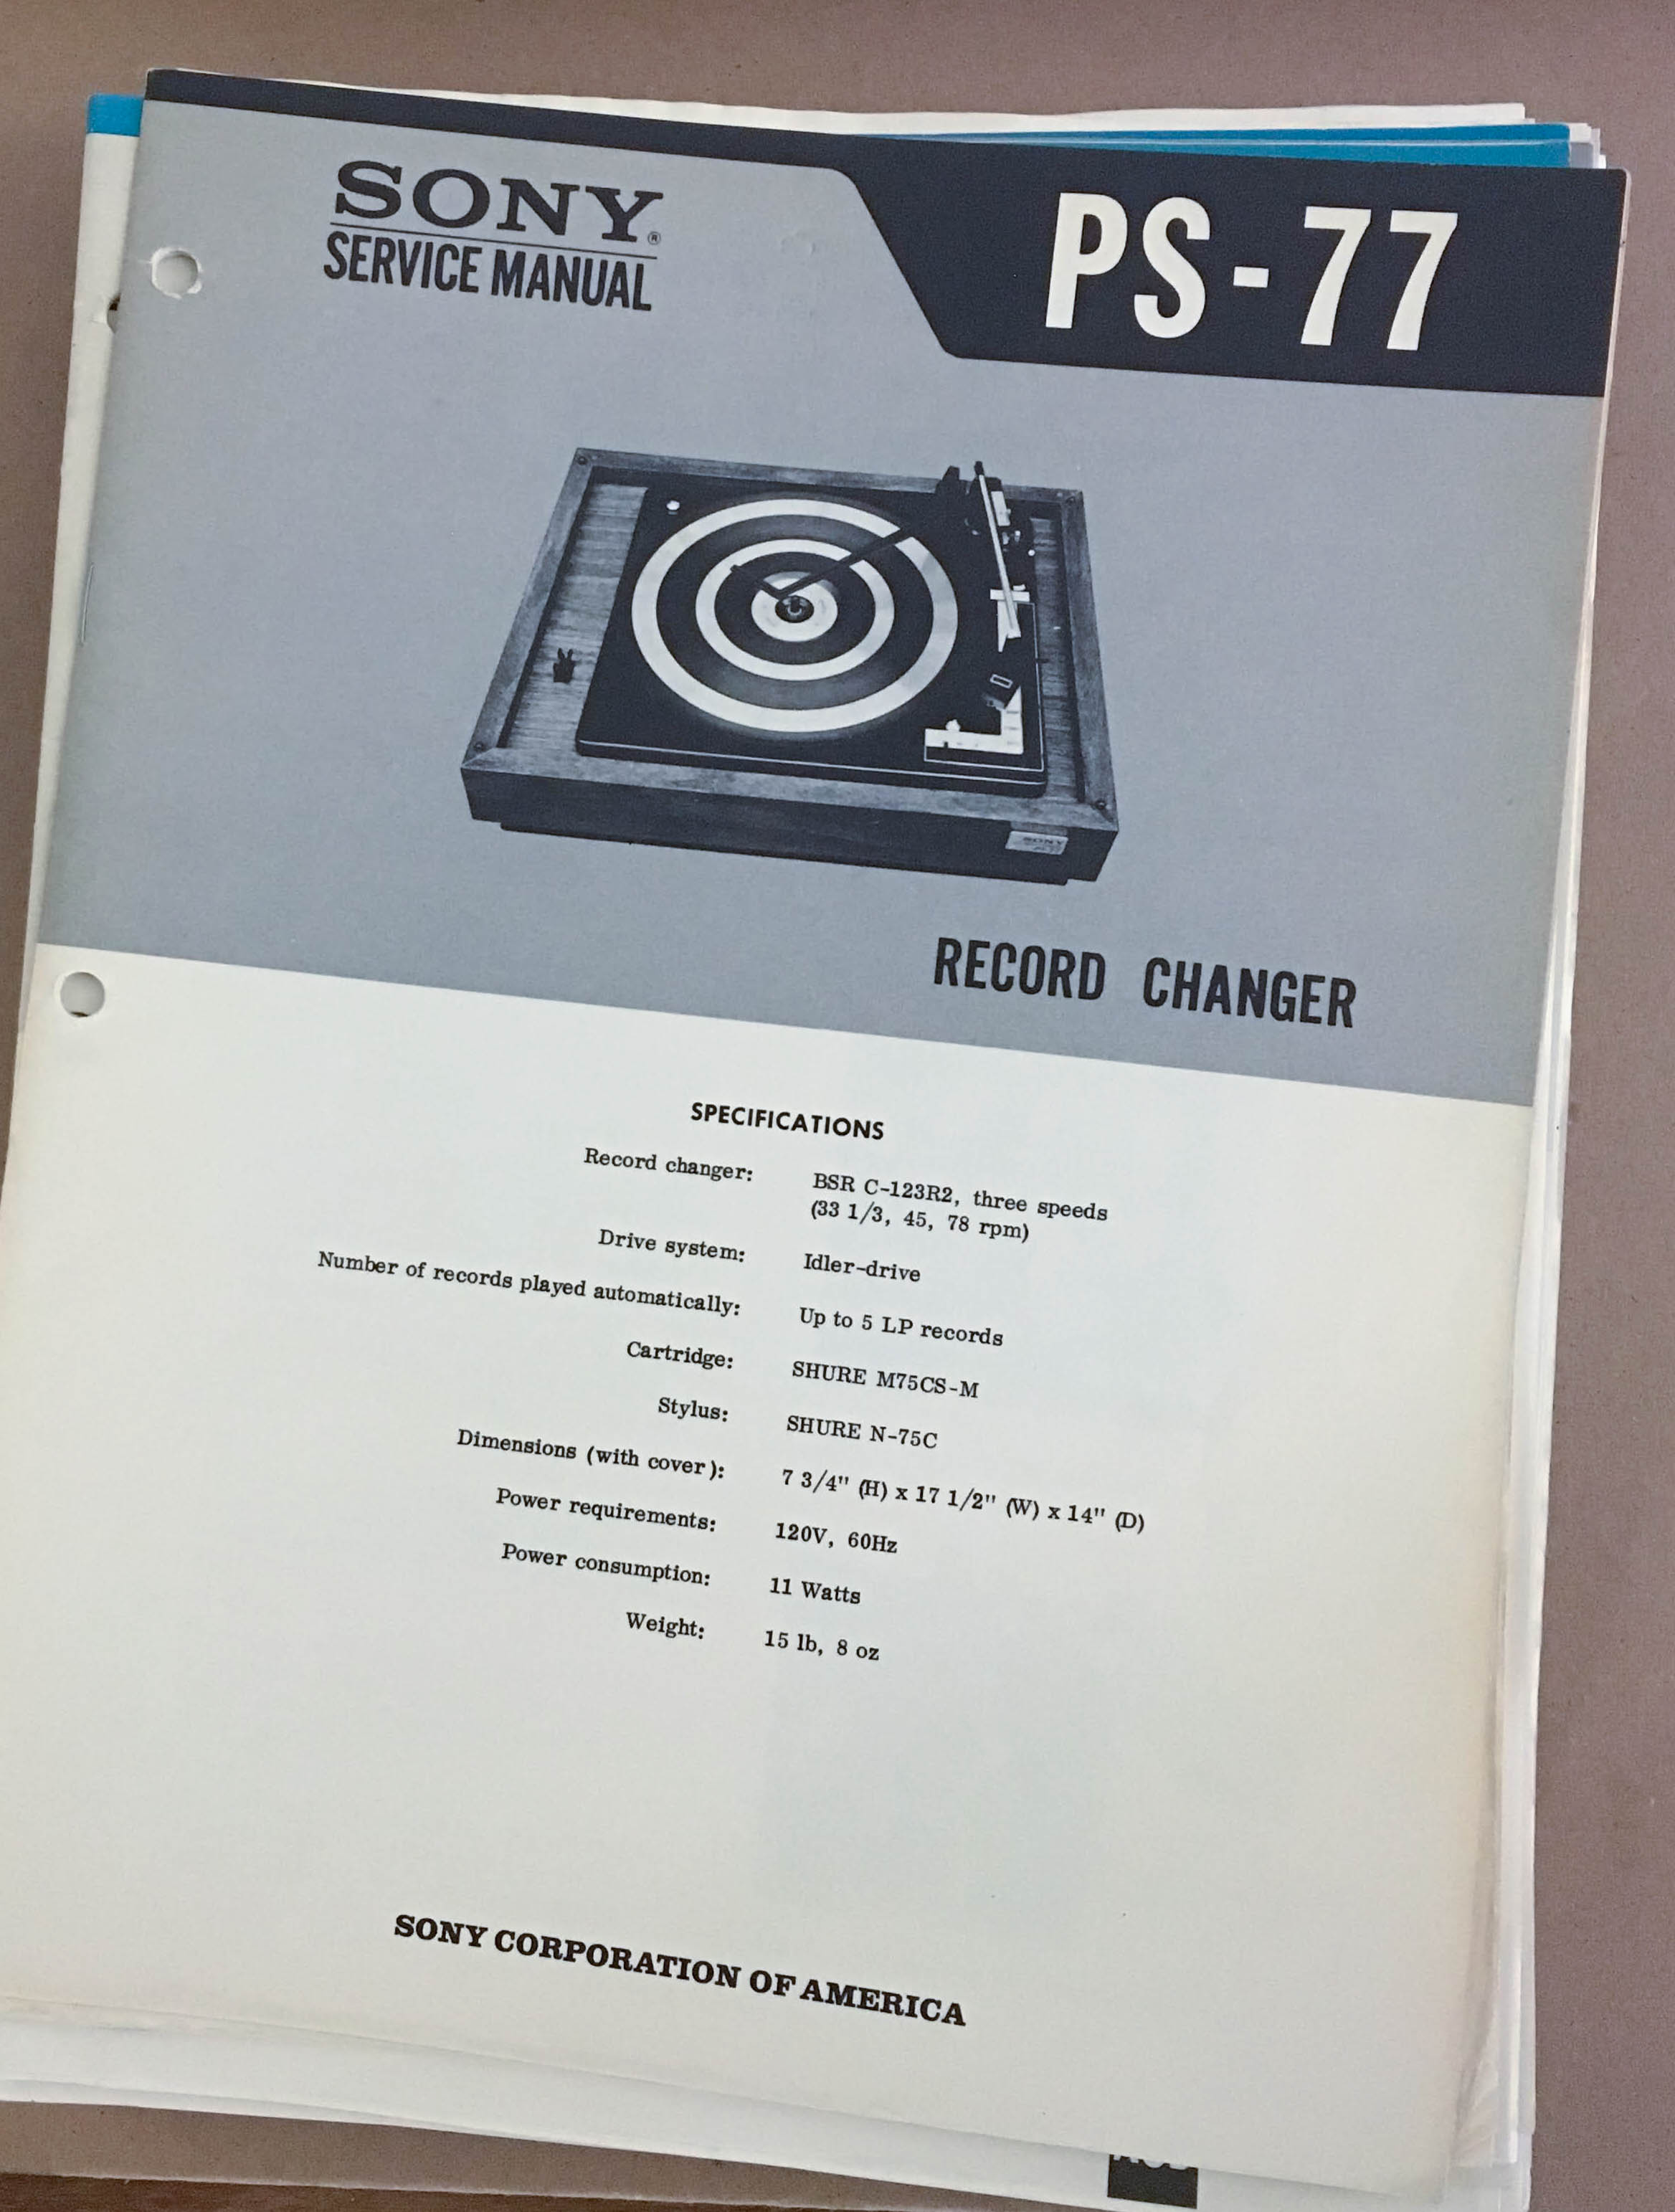 SONY®
SERVICE MANUAL
PS-77
SONY
RECORD CHANGER
SPECIFICATIONS
Record changer: BSR C-123R2, three speeds
(33 1/3, 45, 78 rpm)
Drive system: Idler-drive
Number of records played automatically: Up to 5 LP records
Cartridge: SHURE M75CS-M
Stylus: SHURE N-75C
Dimensions (with cover): 7 3/4" (H) x 17 1/2" (W) x 14" (D)
Power requirements: 120V, 60Hz
Power consumption: 11 Watts
Weight: 15 lb, 8 oz
SONY CORPORATION OF AMERICA